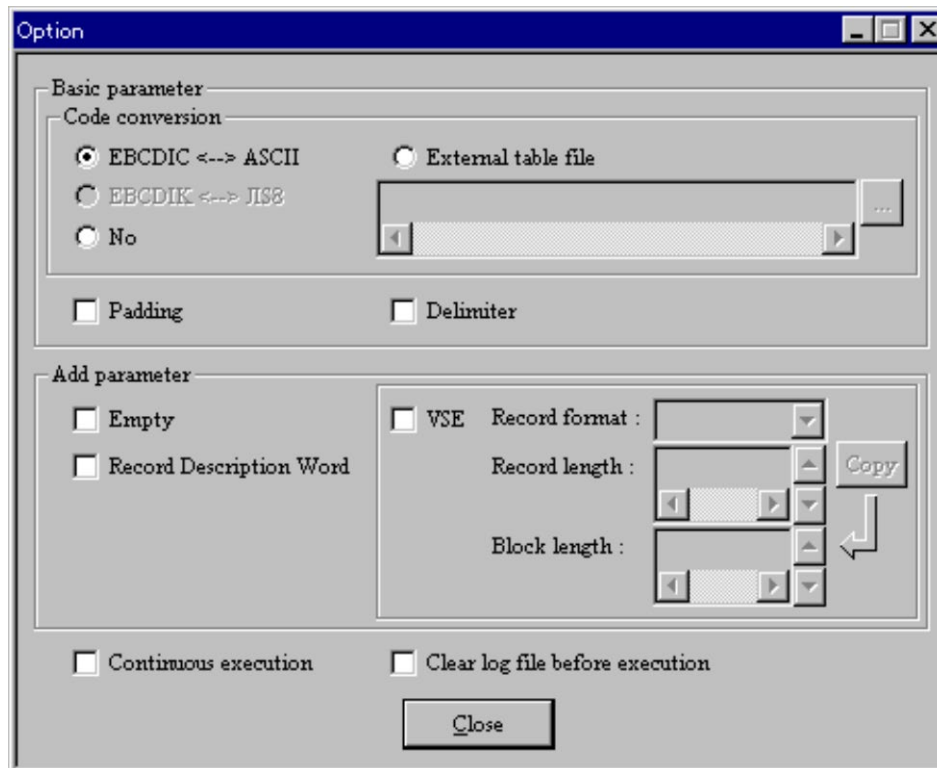 Option
Basic parameter
Code conversion
EBCDIC <--> ASCII
External table file
EBCDIK <--> JIS8
...
No
Padding
Delimiter
Add parameter
Empty
VSE
Record format :
Record Description Word
Record length :
Copy
Block length :
Continuous execution
Clear log file before execution
Close